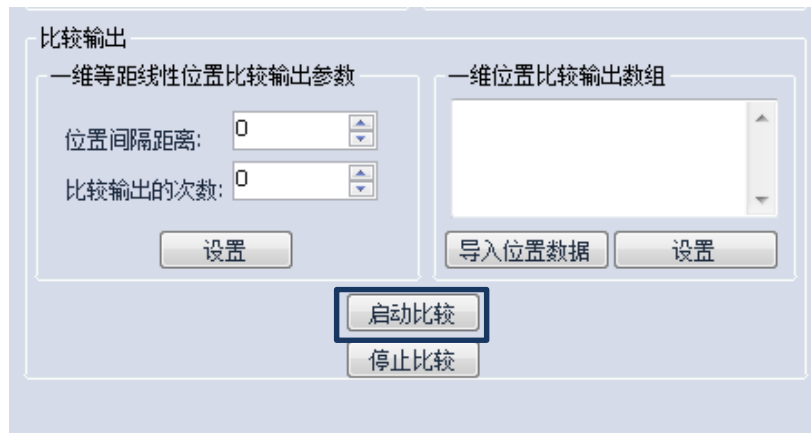 比较输出
一维等距线性位置比较输出参数
位置间隔距离: 0
比较输出的次数: 0
设置
一维位置比较输出数组
导入位置数据 设置
启动比较
停止比较